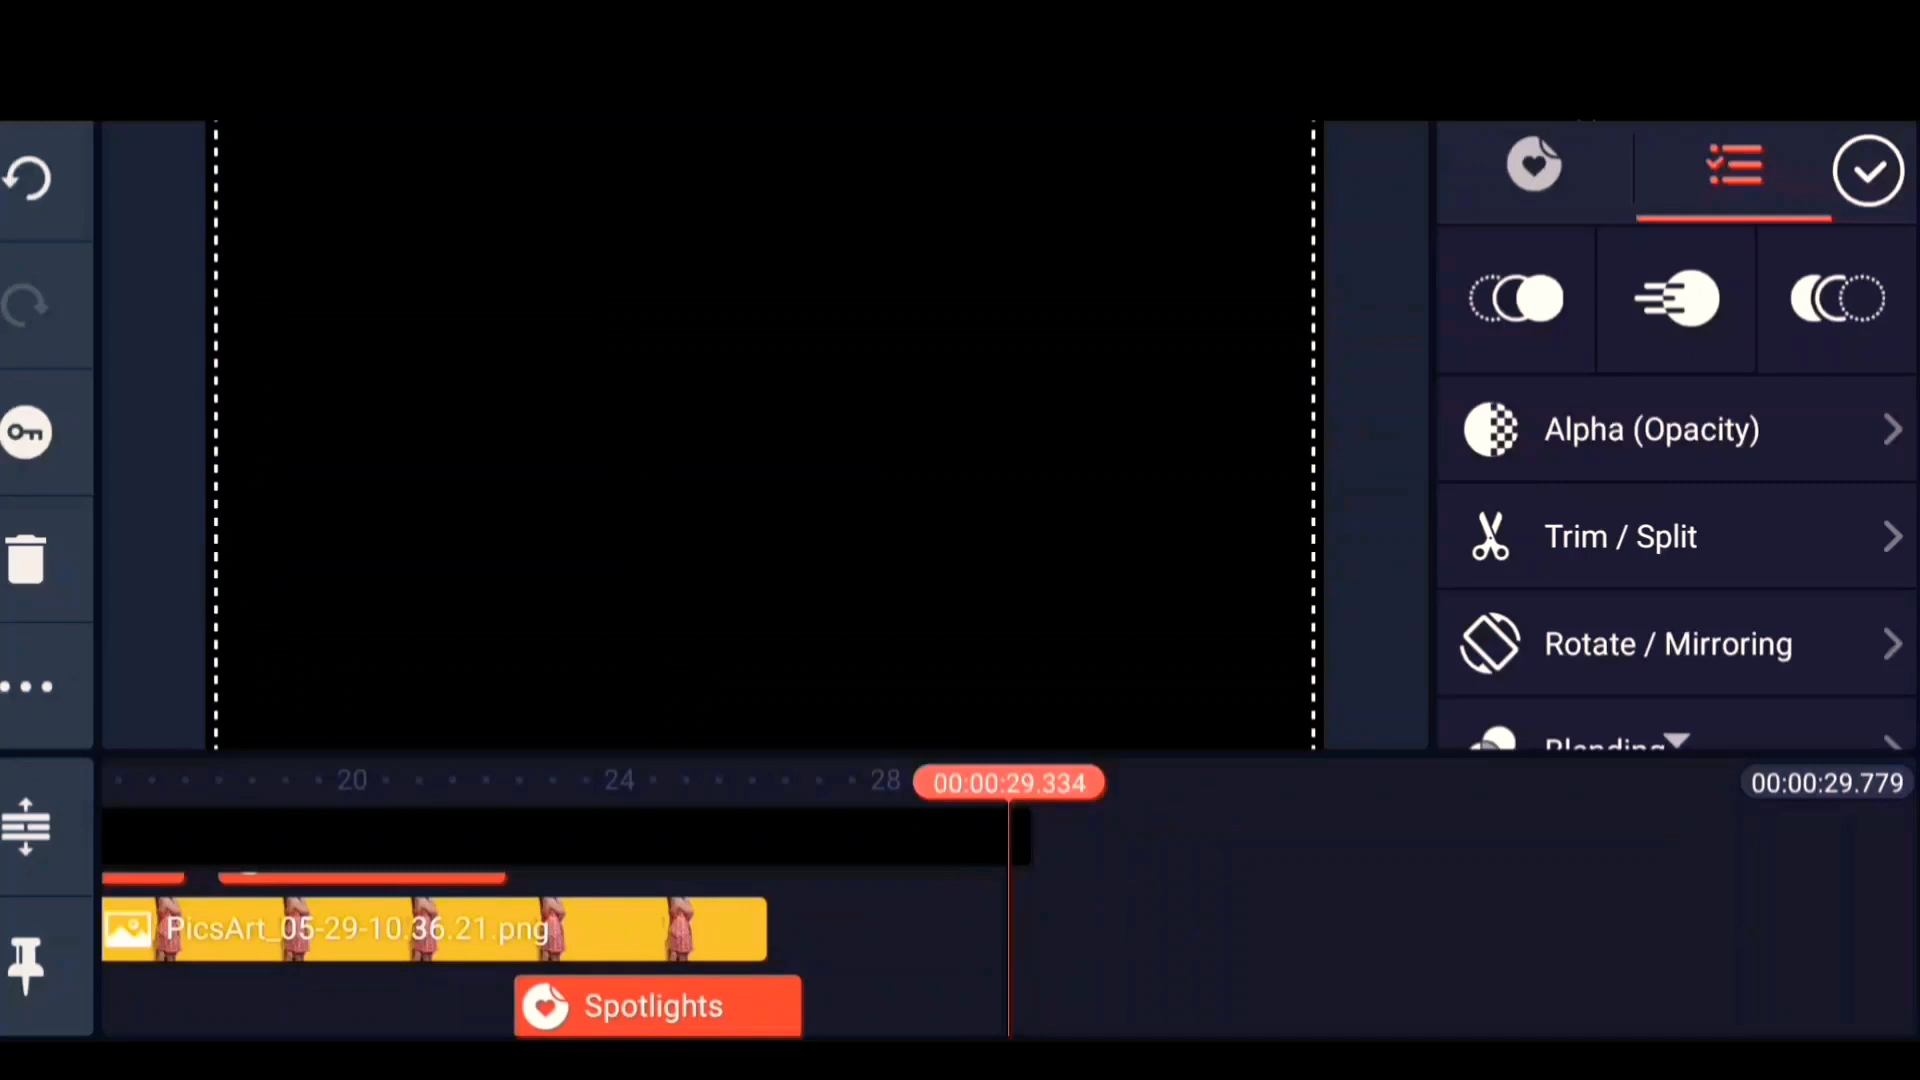 Alpha (Opacity)
Trim / Split
Rotate / Mirroring
Blending
20 24 28 00:00:29.334 00:00:29.779
PicsArt_05-29-10.36.21.png
Spotlights